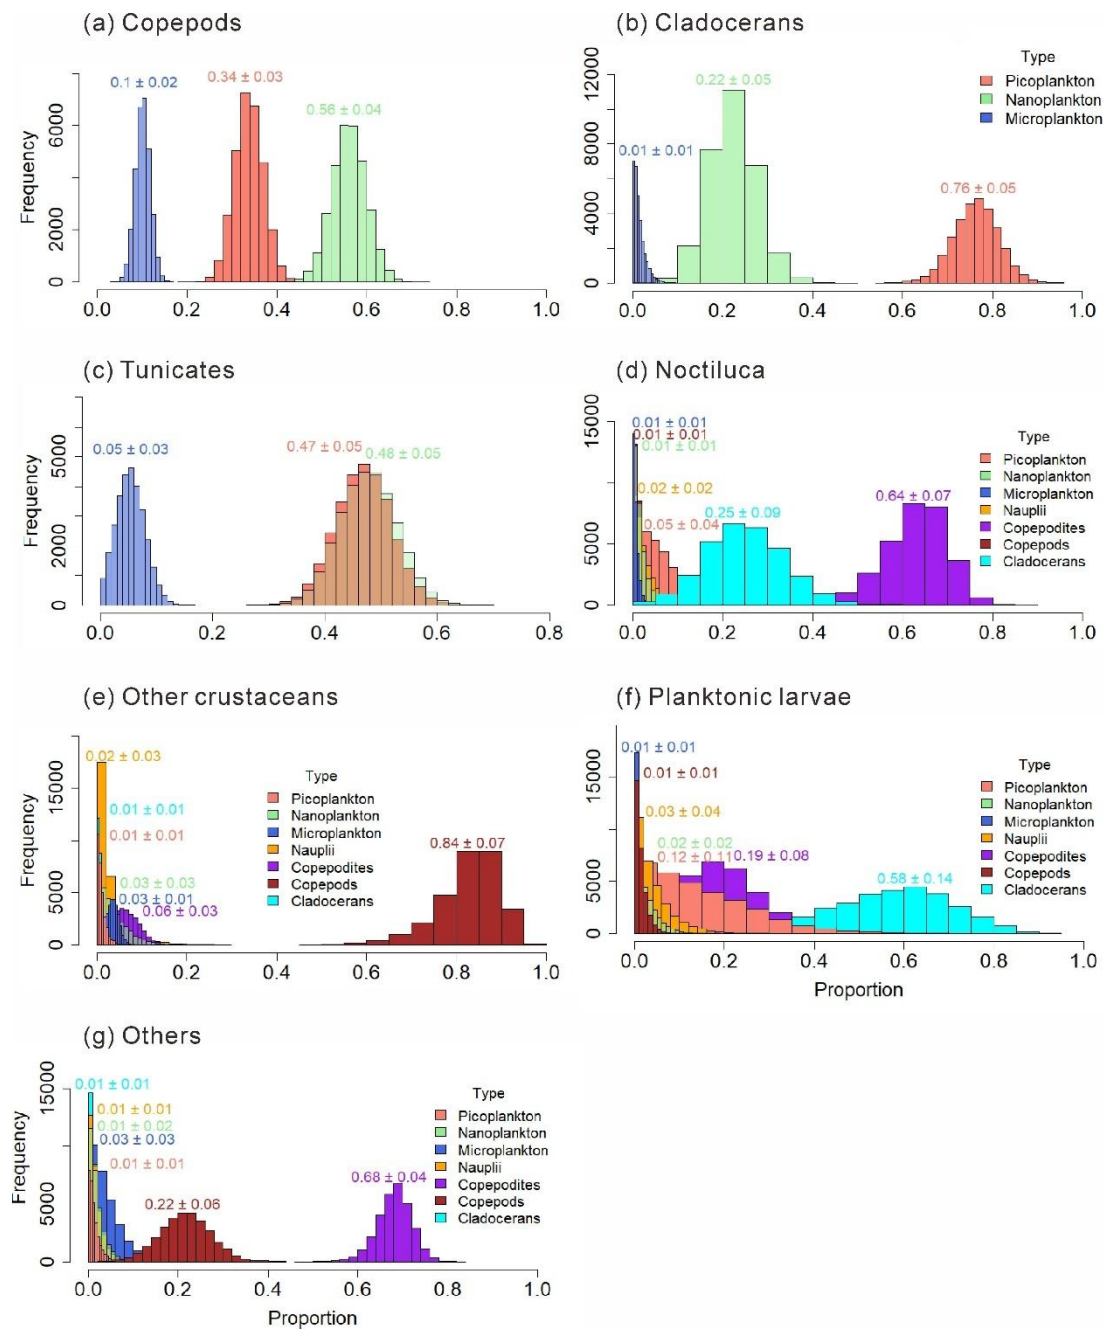 (a) Copepods
0.1 ± 0.02
0.34 ± 0.03
0.56 ± 0.04
Frequency
0
2000
6000
0.0 0.2 0.4 0.6 0.8 1.0
(b) Cladocerans
Type
Picoplankton
Nanoplankton
Microplankton
0.01 ± 0.01
0.22 ± 0.05
0.76 ± 0.05
0
4000
8000
12000
0.0 0.2 0.4 0.6 0.8 1.0
(c) Tunicates
0.05 ± 0.03
0.47 ± 0.05
0.48 ± 0.05
Frequency
0
2000
5000
0.0 0.2 0.4 0.6 0.8
(d) Noctiluca
0.01 ± 0.01
0.01 ± 0.01
0.01 ± 0.01
0.02 ± 0.02
0.05 ± 0.04
0.25 ± 0.09
0.64 ± 0.07
Type
Picoplankton
Nanoplankton
Microplankton
Nauplii
Copepodites
Copepods
Cladocerans
0
5000
15000
0.0 0.2 0.4 0.6 0.8 1.0
(e) Other crustaceans
0.02 ± 0.03
0.01 ± 0.01
0.01 ± 0.01
0.03 ± 0.03
0.03 ± 0.01
0.06 ± 0.03
0.84 ± 0.07
Type
Picoplankton
Nanoplankton
Microplankton
Nauplii
Copepodites
Copepods
Cladocerans
Frequency
0
5000
15000
0.0 0.2 0.4 0.6 0.8 1.0
(f) Planktonic larvae
0.01 ± 0.01
0.01 ± 0.01
0.03 ± 0.04
0.02 ± 0.02
0.12 ± 0.11
0.19 ± 0.08
0.58 ± 0.14
Type
Picoplankton
Nanoplankton
Microplankton
Nauplii
Copepodites
Copepods
Cladocerans
0
5000
15000
0.0 0.2 0.4 0.6 0.8 1.0
Proportion
(g) Others
0.01 ± 0.01
0.01 ± 0.01
0.01 ± 0.02
0.03 ± 0.03
0.01 ± 0.01
0.22 ± 0.06
0.68 ± 0.04
Type
Picoplankton
Nanoplankton
Microplankton
Nauplii
Copepodites
Copepods
Cladocerans
Frequency
0
5000
15000
0.0 0.2 0.4 0.6 0.8 1.0
Proportion